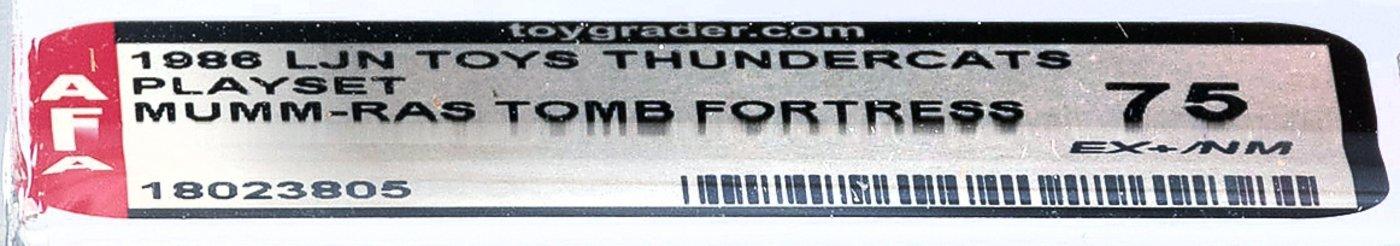 toygrader.com
AFA
1986 LJN TOYS THUNDERCATS
PLAYSET
MUMM-RAS TOMB FORTRESS
75
EX+/NM
18023805